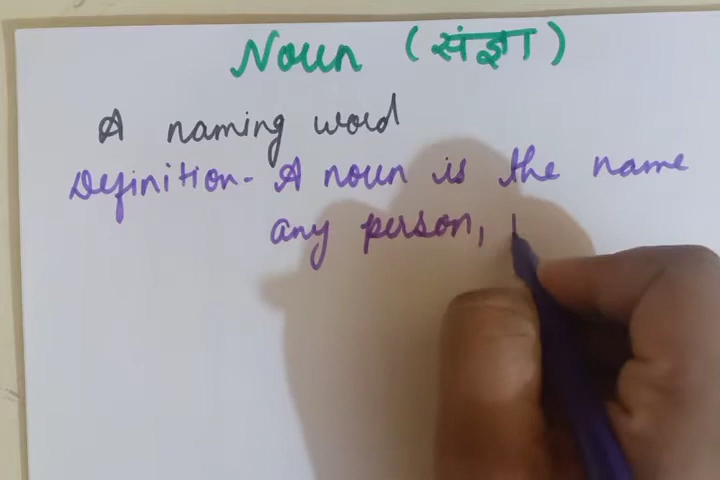 Noun (संज्ञा)
A naming word
Definition- A noun is the name
any person,